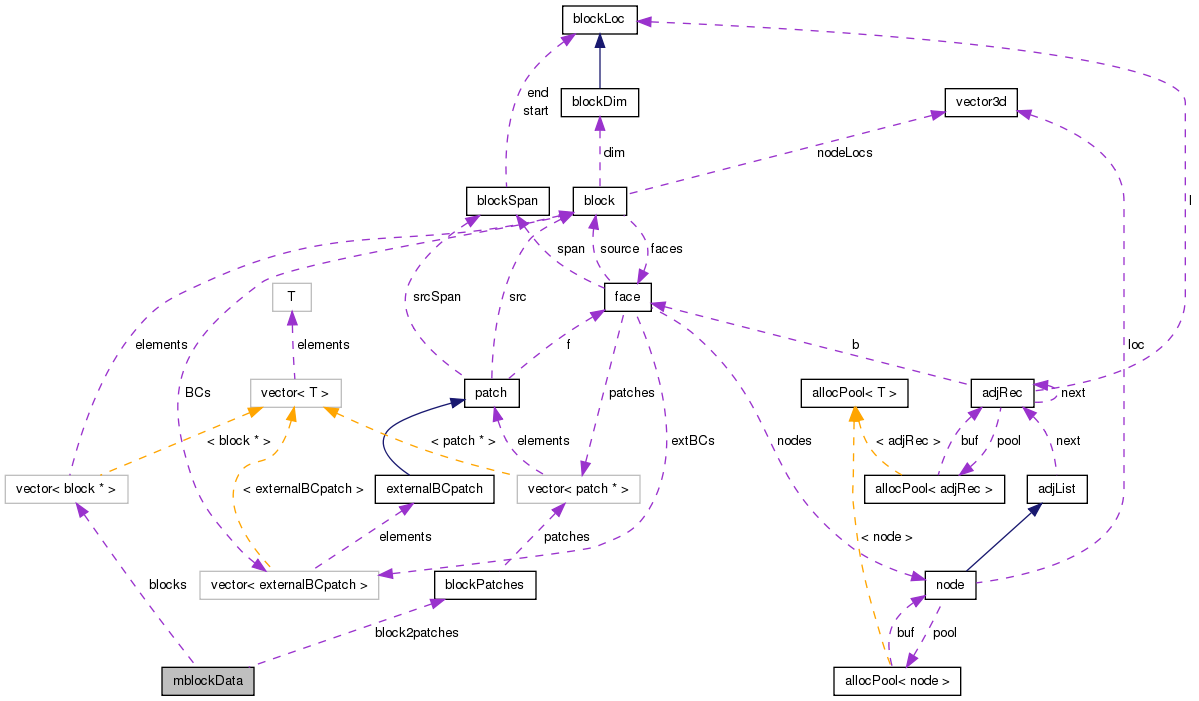 blockLoc
end
start
blockDim
vector3d
dim
nodeLocs
blockSpan
block
span
source
faces
T
srcSpan
src
face
elements
elements
f
b
loc
vector< T >
BCs
patch
patches
allocPool< T >
adjRec
next
< block * >
< patch * >
extBCs
nodes
< adjRec >
buf
pool
next
elements
vector< block * >
< externalBCpatch >
externalBCpatch
vector< patch * >
allocPool< adjRec >
adjList
elements
patches
< node >
blocks
vector< externalBCpatch >
blockPatches
node
block2patches
buf
pool
mblockData
allocPool< node >